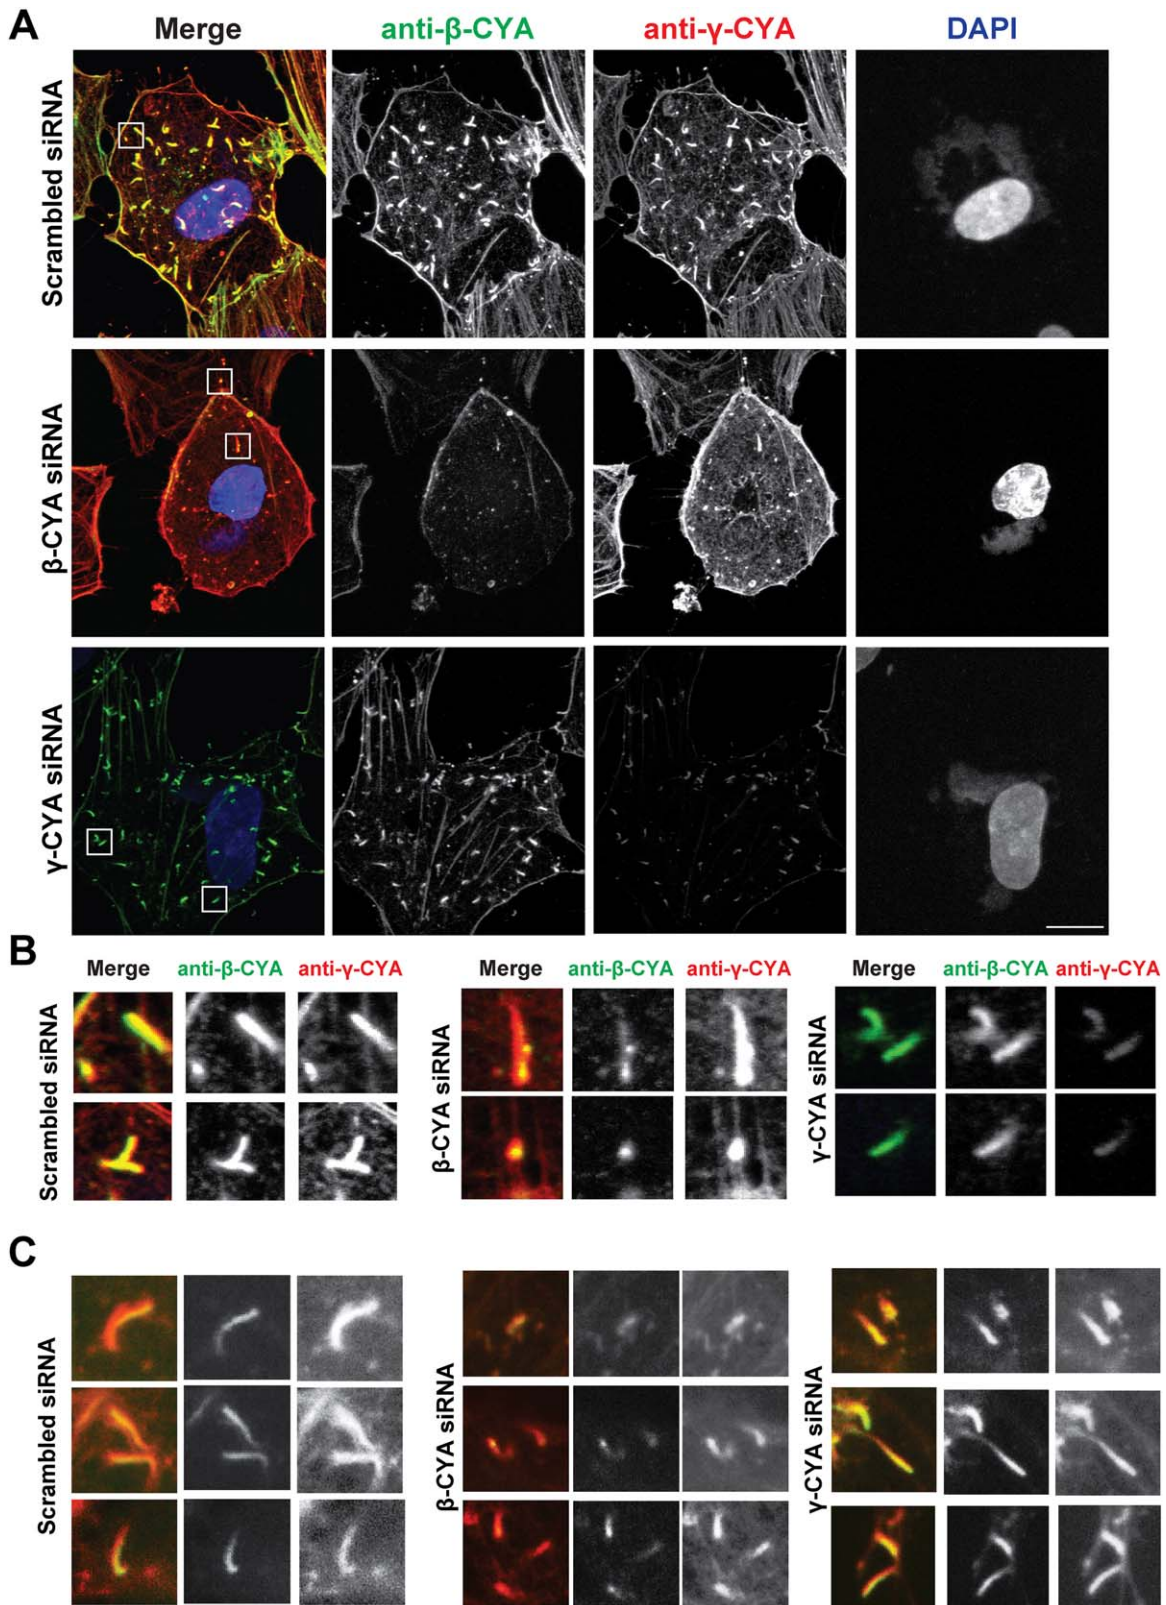 A
Merge anti-β-CYA anti-γ-CYA DAPI
Scrambled siRNA
β-CYA siRNA
γ-CYA siRNA
B
Merge anti-β-CYA anti-γ-CYA Merge anti-β-CYA anti-γ-CYA Merge anti-β-CYA anti-γ-CYA
Scrambled siRNA
β-CYA siRNA
γ-CYA siRNA
C
Scrambled siRNA
β-CYA siRNA
γ-CYA siRNA